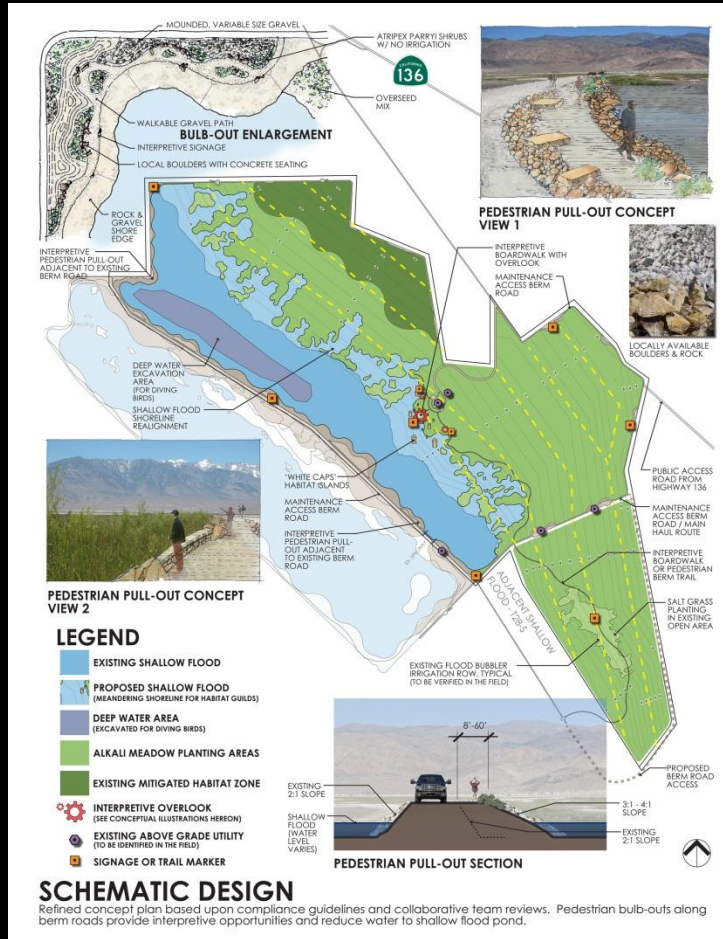 MOUNDED, VARIABLE SIZE GRAVEL
ATRIPEX PARRYI SHRUBS
W/ NO IRRIGATION
CALIFORNIA
136
OVERSEED
MIX
WALKABLE GRAVEL PATH
BULB-OUT ENLARGEMENT
INTERPRETIVE SIGNAGE
LOCAL BOULDERS WITH CONCRETE SEATING
ROCK &
GRAVEL
SHORE
EDGE
PEDESTRIAN PULL-OUT CONCEPT
VIEW 1
INTERPRETIVE
PEDESTRIAN PULL-OUT
ADJACENT TO EXISTING
BERM ROAD
INTERPRETIVE
BOARDWALK WITH
OVERLOOK
MAINTENANCE
ACCESS BERM
ROAD
LOCALLY AVAILABLE
BOULDERS & ROCK
DEEP WATER
EXCAVATION
AREA
(FOR DIVING
BIRDS)
SHALLOW FLOOD
SHORELINE
REALIGNMENT
'WHITE CAPS'
HABITAT ISLANDS
MAINTENANCE
ACCESS BERM
ROAD
INTERPRETIVE
PEDESTRIAN PULL-
OUT ADJACENT
TO EXISTING BERM
ROAD
PUBLIC ACCESS
ROAD FROM
HIGHWAY 136
MAINTENANCE
ACCESS BERM
ROAD / MAIN
HAUL ROUTE
INTERPRETIVE
BOARDWALK
OR PEDESTRIAN
BERM TRAIL
SALT GRASS
PLANTING
IN EXISTING
OPEN AREA
ADJACENT SHALLOW
FLOOD - T28-S
EXISTING FLOOD BUBBLER
IRRIGATION ROW, TYPICAL
(TO BE VERIFIED IN THE FIELD)
PROPOSED
BERM ROAD
ACCESS
PEDESTRIAN PULL-OUT CONCEPT
VIEW 2
LEGEND
EXISTING SHALLOW FLOOD
PROPOSED SHALLOW FLOOD
(MEANDERING SHORELINE FOR HABITAT GUILDS)
DEEP WATER AREA
(EXCAVATED FOR DIVING BIRDS)
ALKALI MEADOW PLANTING AREAS
EXISTING MITIGATED HABITAT ZONE
INTERPRETIVE OVERLOOK
(SEE CONCEPTUAL ILLUSTRATIONS HEREON)
EXISTING ABOVE GRADE UTILITY
(TO BE IDENTIFIED IN THE FIELD)
SIGNAGE OR TRAIL MARKER
8'-60'
EXISTING
2:1 SLOPE
SHALLOW
FLOOD
(WATER
LEVEL
VARIES)
3:1 - 4:1
SLOPE
EXISTING
2:1 SLOPE
PEDESTRIAN PULL-OUT SECTION
SCHEMATIC DESIGN
Refined concept plan based upon compliance guidelines and collaborative team reviews. Pedestrian bulb-outs along
berm roads provide interpretive opportunities and reduce water to shallow flood pond.